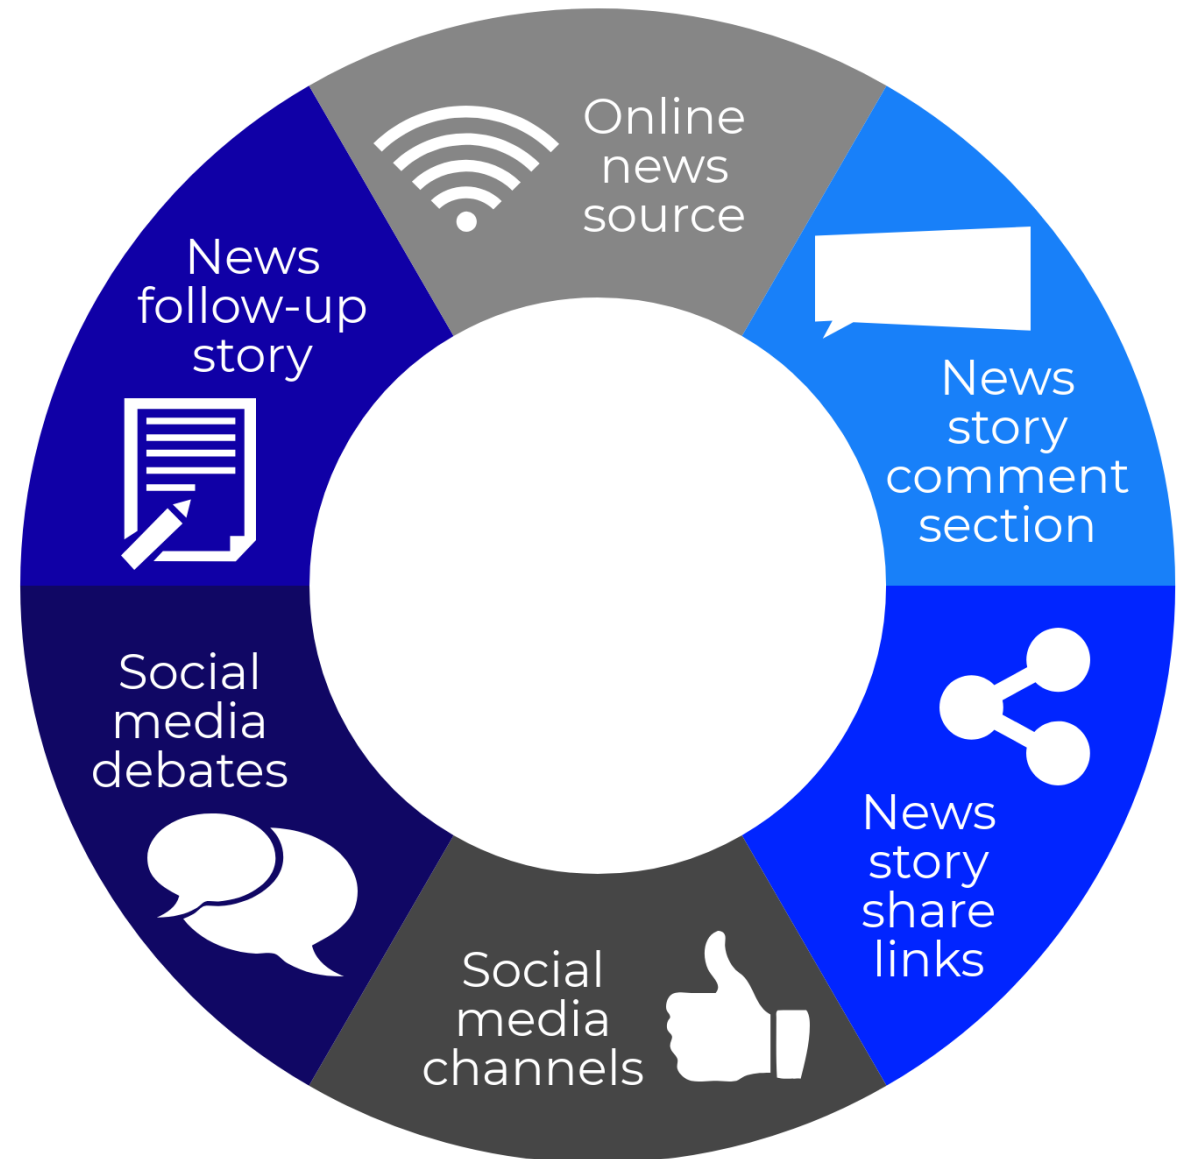 Online
news
source
News
story
comment
section
News
story
share
links
Social
media
channels
Social
media
debates
News
follow-up
story